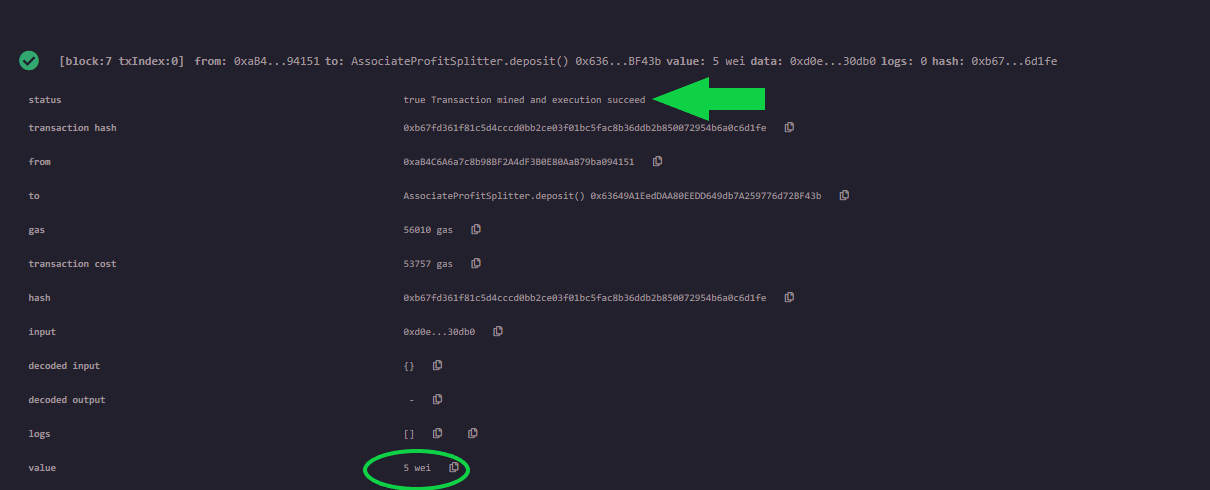 [block:7 txIndex:0] from: 0xaB4...94151 to: AssociateProfitSplitter.deposit() 0x636...BF43b value: 5 wei data: 0xd0e...30db0 logs: 0 hash: 0xb67...6d1fe
status true Transaction mined and execution succeed
transaction hash 0xb67fd361f81c5d4cccd0bb2ce03f01bc5fac8b36ddb2b850072954b6a0c6d1fe
from 0xaB4C6A6a7c8b98BF2A4dF3B0E80AaB79ba094151
to AssociateProfitSplitter.deposit() 0x63649A1EedDAA80EEDD649db7A259776d72BF43b
gas 56010 gas
transaction cost 53757 gas
hash 0xb67fd361f81c5d4cccd0bb2ce03f01bc5fac8b36ddb2b850072954b6a0c6d1fe
input 0xd0e...30db0
decoded input {}
decoded output -
logs []
value 5 wei